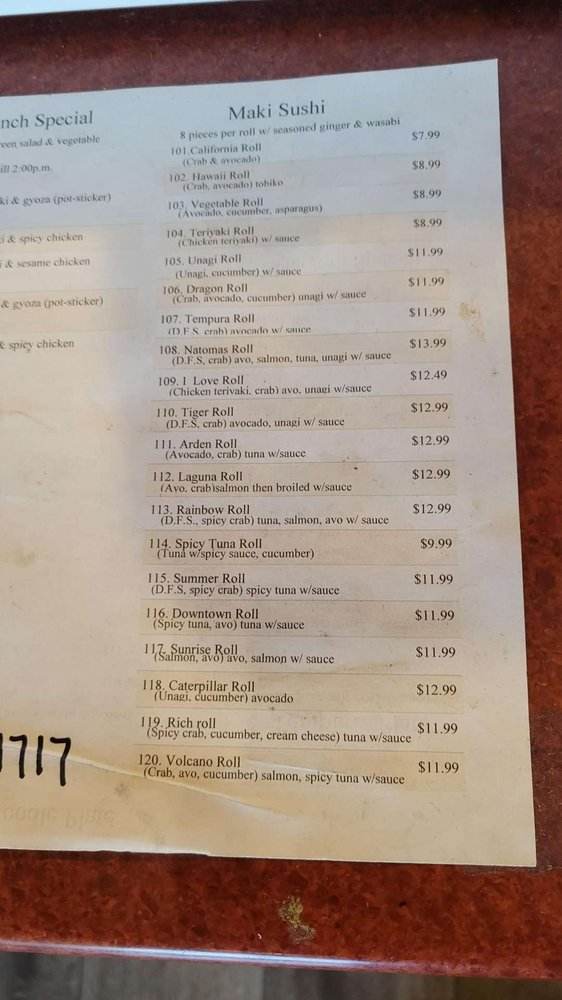 nch Special
een salad & vegetable
ill 2:00p.m.
ki & gyoza (pot-sticker)
i & spicy chicken
i & sesame chicken
& gyoza (pot-sticker)
& spicy chicken
1717
Maki Sushi
8 pieces per roll w/ seasoned ginger & wasabi
101.California Roll $7.99
(Crab & avocado)
102. Hawaii Roll $8.99
(Crab, avocado) tobiko
103. Vegetable Roll $8.99
(Avocado, cucumber, asparagus)
104. Teriyaki Roll $8.99
(Chicken teriyaki) w/ sauce
105. Unagi Roll $11.99
(Unagi, cucumber) w/ sauce
106. Dragon Roll $11.99
(Crab, avocado, cucumber) unagi w/ sauce
107. Tempura Roll $11.99
(D.F.S. crab) avocado w/ sauce
108. Natomas Roll $13.99
(D.F.S, crab) avo, salmon, tuna, unagi w/ sauce
109. I Love Roll $12.49
(Chicken teriyaki, crab) avo, unagi w/sauce
110. Tiger Roll $12.99
(D.F.S, crab) avocado, unagi w/ sauce
111. Arden Roll $12.99
(Avocado, crab) tuna w/sauce
112. Laguna Roll $12.99
(Avo, crab)salmon then broiled w/sauce
113. Rainbow Roll $12.99
(D.F.S., spicy crab) tuna, salmon, avo w/ sauce
114. Spicy Tuna Roll $9.99
(Tuna w/spicy sauce, cucumber)
115. Summer Roll $11.99
(D.F.S, spicy crab) spicy tuna w/sauce
116. Downtown Roll $11.99
(Spicy tuna, avo) tuna w/sauce
117. Sunrise Roll $11.99
(Salmon, avo) avo, salmon w/ sauce
118. Caterpillar Roll $12.99
(Unagi, cucumber) avocado
119. Rich roll $11.99
(Spicy crab, cucumber, cream cheese) tuna w/sauce
120. Volcano Roll $11.99
(Crab, avo, cucumber) salmon, spicy tuna w/sauce